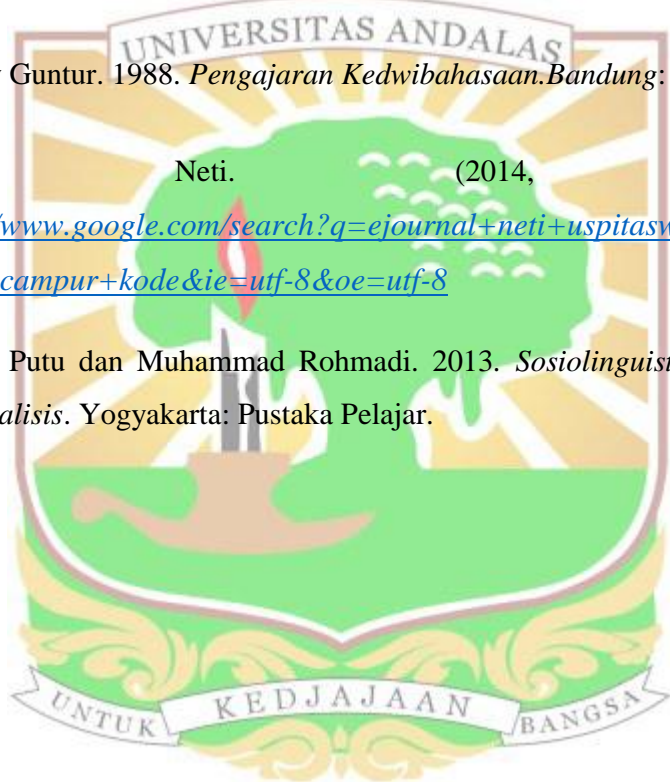 UNIVERSITAS ANDALAS
Guntur. 1988. Pengajaran Kedwibahasaan.Bandung:
Neti. (2014,
/www.google.com/search?q=ejournal+neti+uspitasw
campur+kode&ie=utf-8&oe=utf-8
Putu dan Muhammad Rohmadi. 2013. Sosiolinguist
alisis. Yogyakarta: Pustaka Pelajar.
UNTUK KEDJAJAAN BANGSA